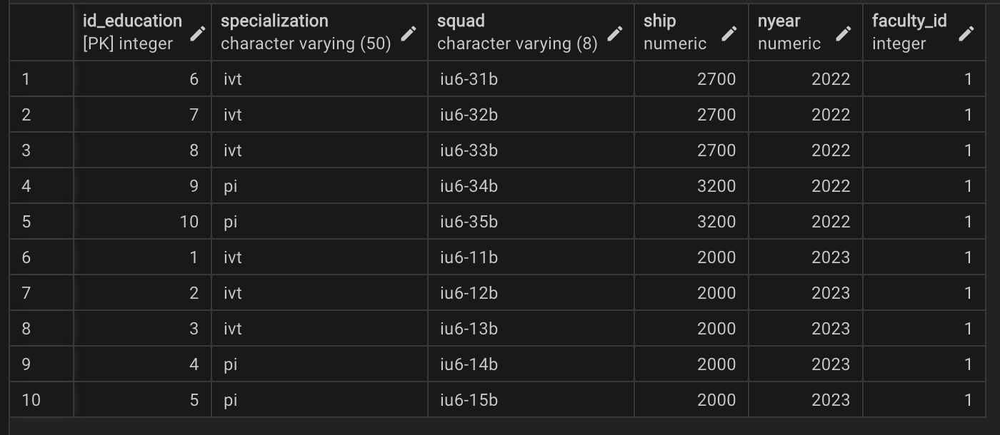 id_education specialization squad ship nyear faculty_id
[PK] integer character varying (50) character varying (8) numeric numeric integer
1 6 ivt iu6-31b 2700 2022 1
2 7 ivt iu6-32b 2700 2022 1
3 8 ivt iu6-33b 2700 2022 1
4 9 pi iu6-34b 3200 2022 1
5 10 pi iu6-35b 3200 2022 1
6 1 ivt iu6-11b 2000 2023 1
7 2 ivt iu6-12b 2000 2023 1
8 3 ivt iu6-13b 2000 2023 1
9 4 pi iu6-14b 2000 2023 1
10 5 pi iu6-15b 2000 2023 1